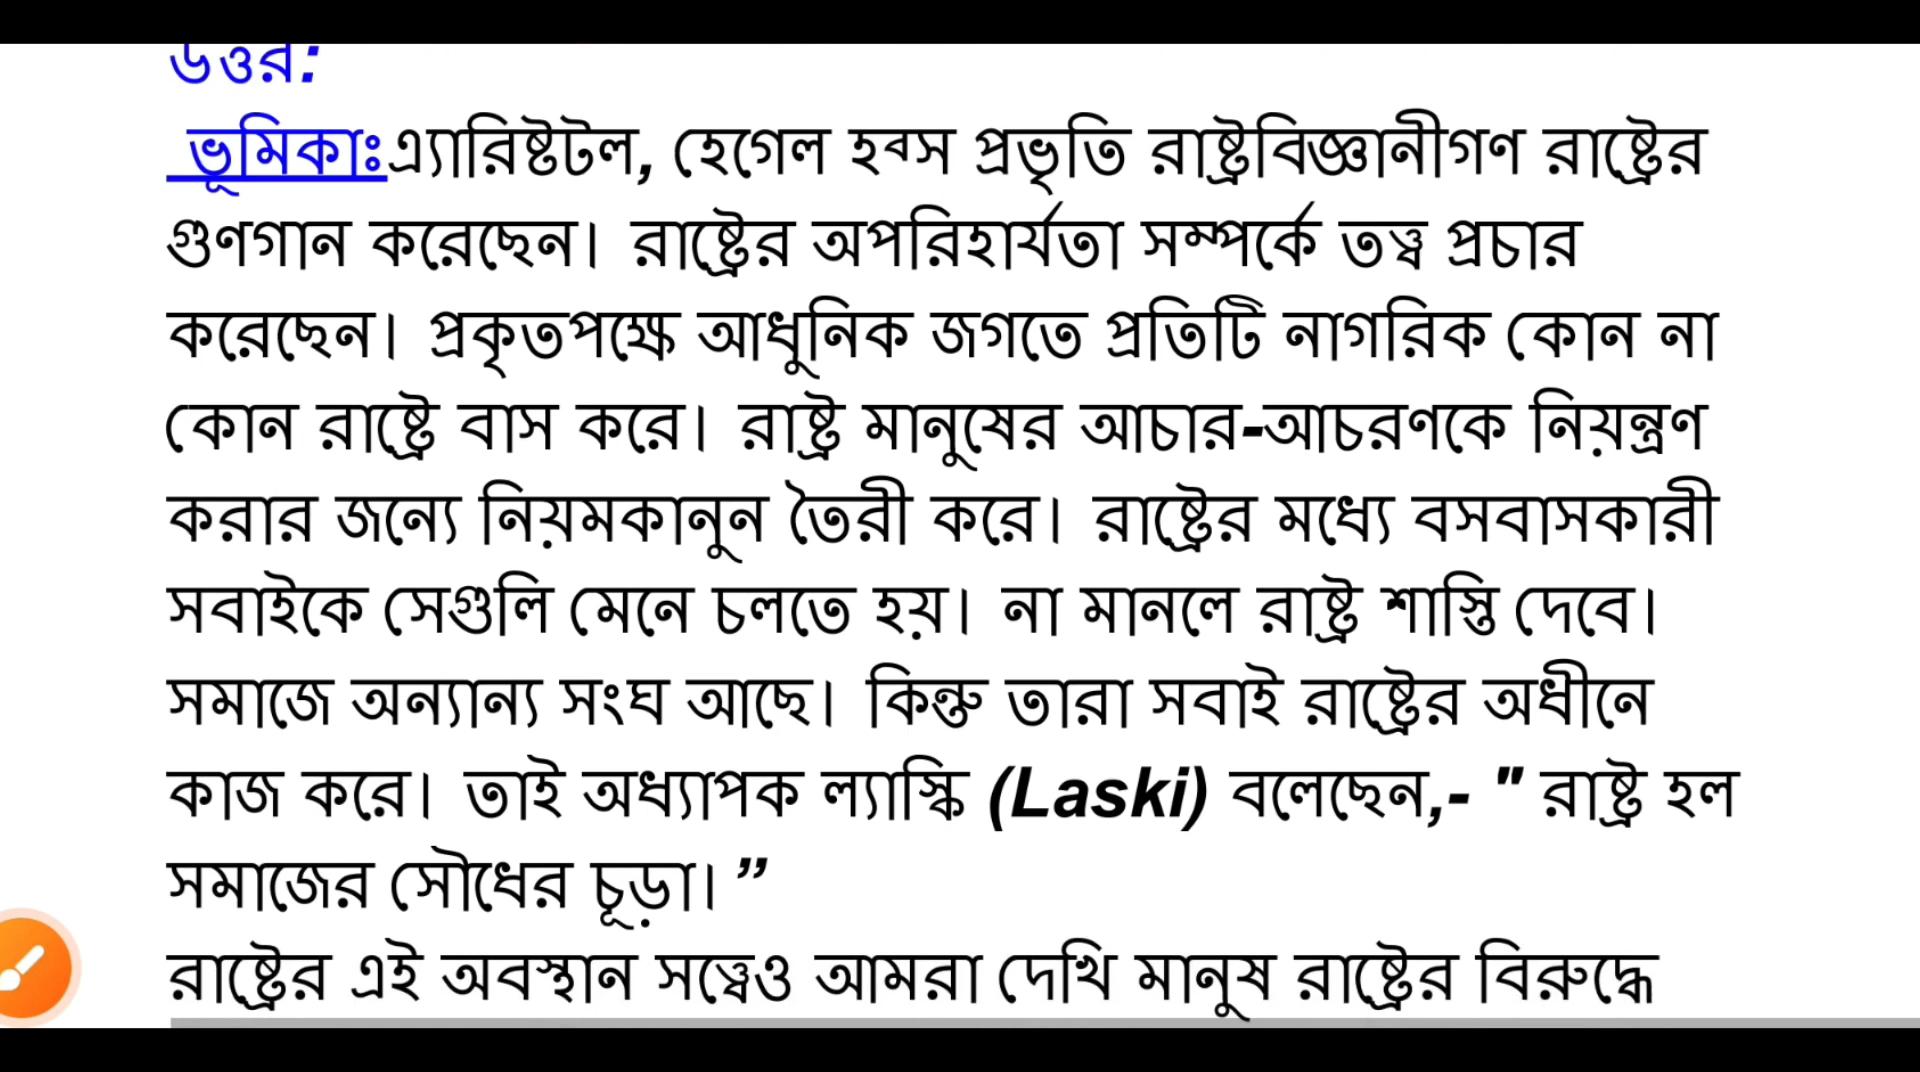 উত্তর:
ভূমিকাঃএ্যারিষ্টটল, হেগেল হব্স প্রভৃতি রাষ্ট্রবিজ্ঞানীগণ রাষ্ট্রের
গুণগান করেছেন। রাষ্ট্রের অপরিহার্যতা সম্পর্কে তত্ত্ব প্রচার
করেছেন। প্রকৃতপক্ষে আধুনিক জগতে প্রতিটি নাগরিক কোন না
কোন রাষ্ট্রে বাস করে। রাষ্ট্র মানুষের আচার-আচরণকে নিয়ন্ত্রণ
করার জন্যে নিয়মকানুন তৈরী করে। রাষ্ট্রের মধ্যে বসবাসকারী
সবাইকে সেগুলি মেনে চলতে হয়। না মানলে রাষ্ট্র শাস্তি দেবে।
সমাজে অন্যান্য সংঘ আছে। কিন্তু তারা সবাই রাষ্ট্রের অধীনে
কাজ করে। তাই অধ্যাপক ল্যাস্কি (Laski) বলেছেন,- " রাষ্ট্র হল
সমাজের সৌধের চূড়া। ”
রাষ্ট্রের এই অবস্থান সত্ত্বেও আমরা দেখি মানুষ রাষ্ট্রের বিরুদ্ধে